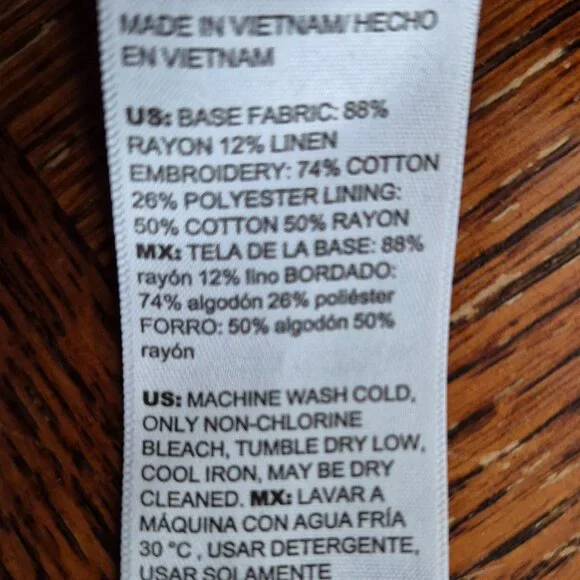 MADE IN VIETNAM/HECHO
EN VIETNAM
US: BASE FABRIC: 88%
RAYON 12% LINEN
EMBROIDERY: 74% COTTON
26% POLYESTER LINING:
50% COTTON 50% RAYON
MX: TELA DE LA BASE: 88%
rayón 12% lino BORDADO:
74% algodón 26% poliéster
FORRO: 50% algodón 50%
rayón
US: MACHINE WASH COLD,
ONLY NON-CHLORINE
BLEACH, TUMBLE DRY LOW,
COOL IRON, MAY BE DRY
CLEANED. MX: LAVAR A
MÁQUINA CON AGUA FRÍA
30 °C , USAR DETERGENTE,
USAR SOLAMENTE